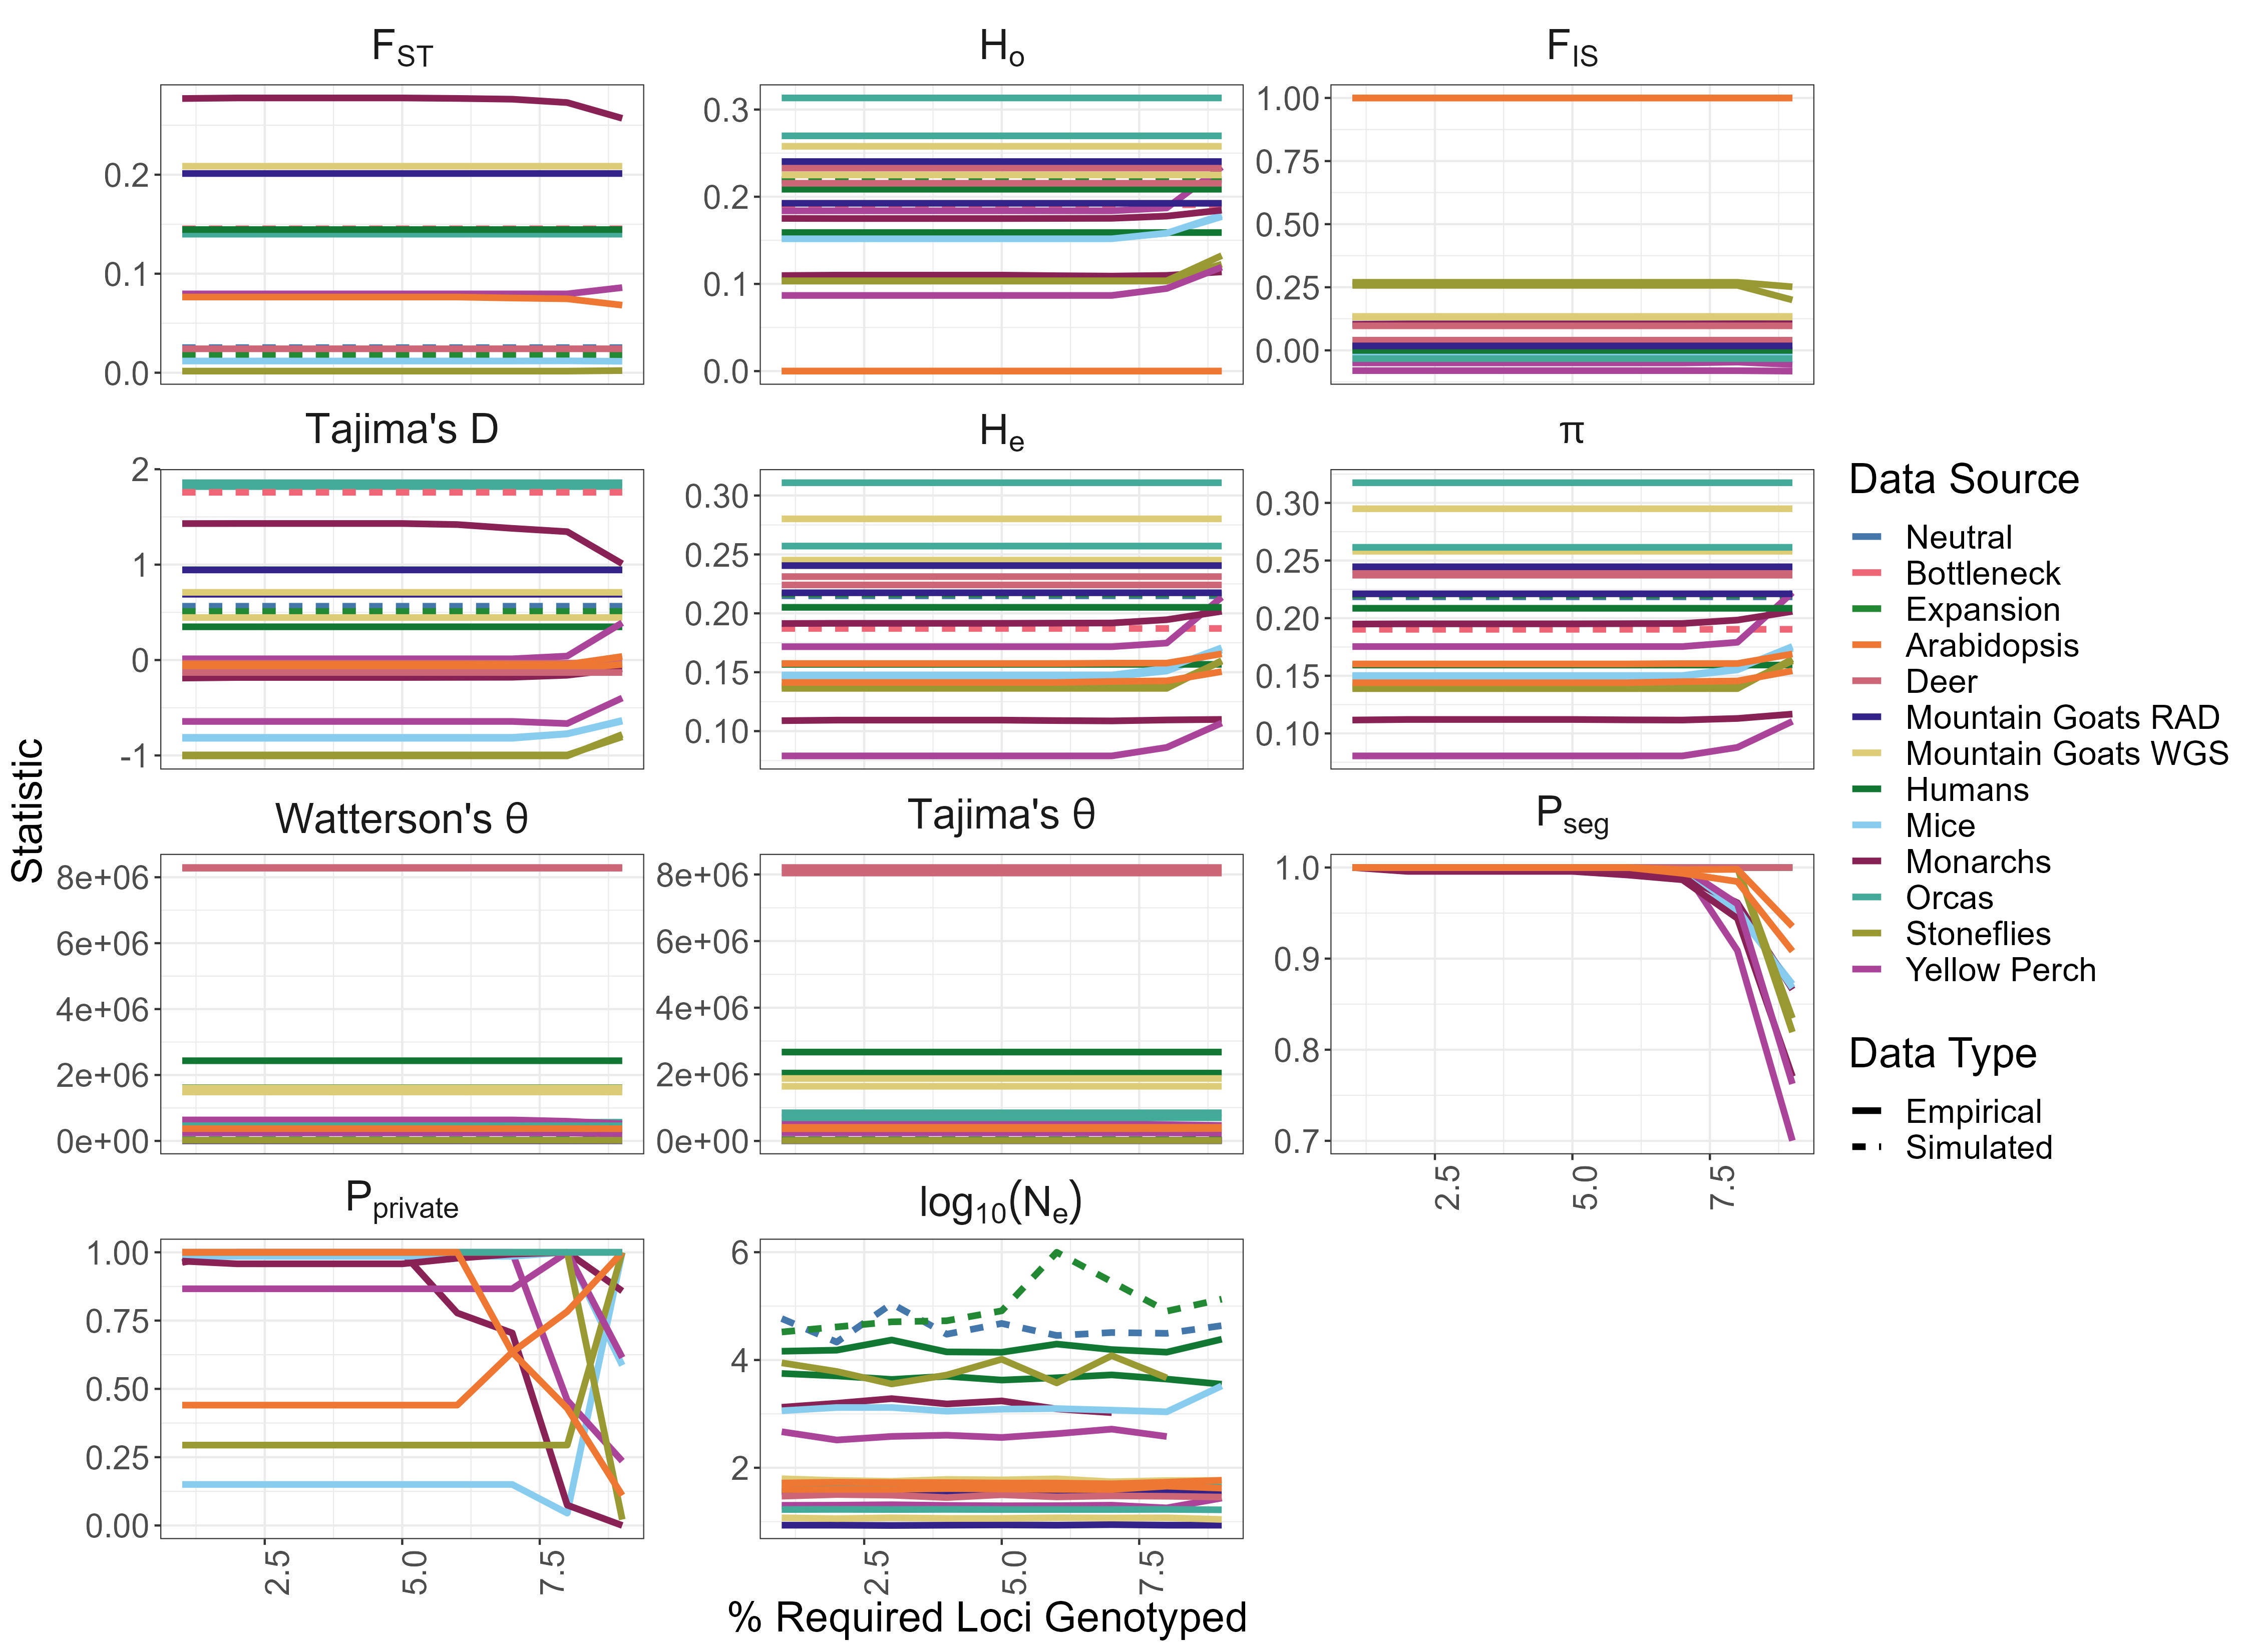 F_ST
H_o
F_IS
0.2
0.1
0.0
0.3
0.2
0.1
0.0
1.00
0.75
0.50
0.25
0.00
Tajima's D
H_e
π
2
1
0
-1
0.30
0.25
0.20
0.15
0.10
0.30
0.25
0.20
0.15
0.10
Watterson's θ
Tajima's θ
P_seg
8e+06
6e+06
4e+06
2e+06
0e+00
8e+06
6e+06
4e+06
2e+06
0e+00
1.0
0.9
0.8
0.7
2.5
5.0
7.5
P_private
log₁₀(N_e)
1.00
0.75
0.50
0.25
0.00
2.5
5.0
7.5
6
4
2
2.5
5.0
7.5
Statistic
% Required Loci Genotyped
Data Source
Neutral
Bottleneck
Expansion
Arabidopsis
Deer
Mountain Goats RAD
Mountain Goats WGS
Humans
Mice
Monarchs
Orcas
Stoneflies
Yellow Perch
Data Type
Empirical
Simulated